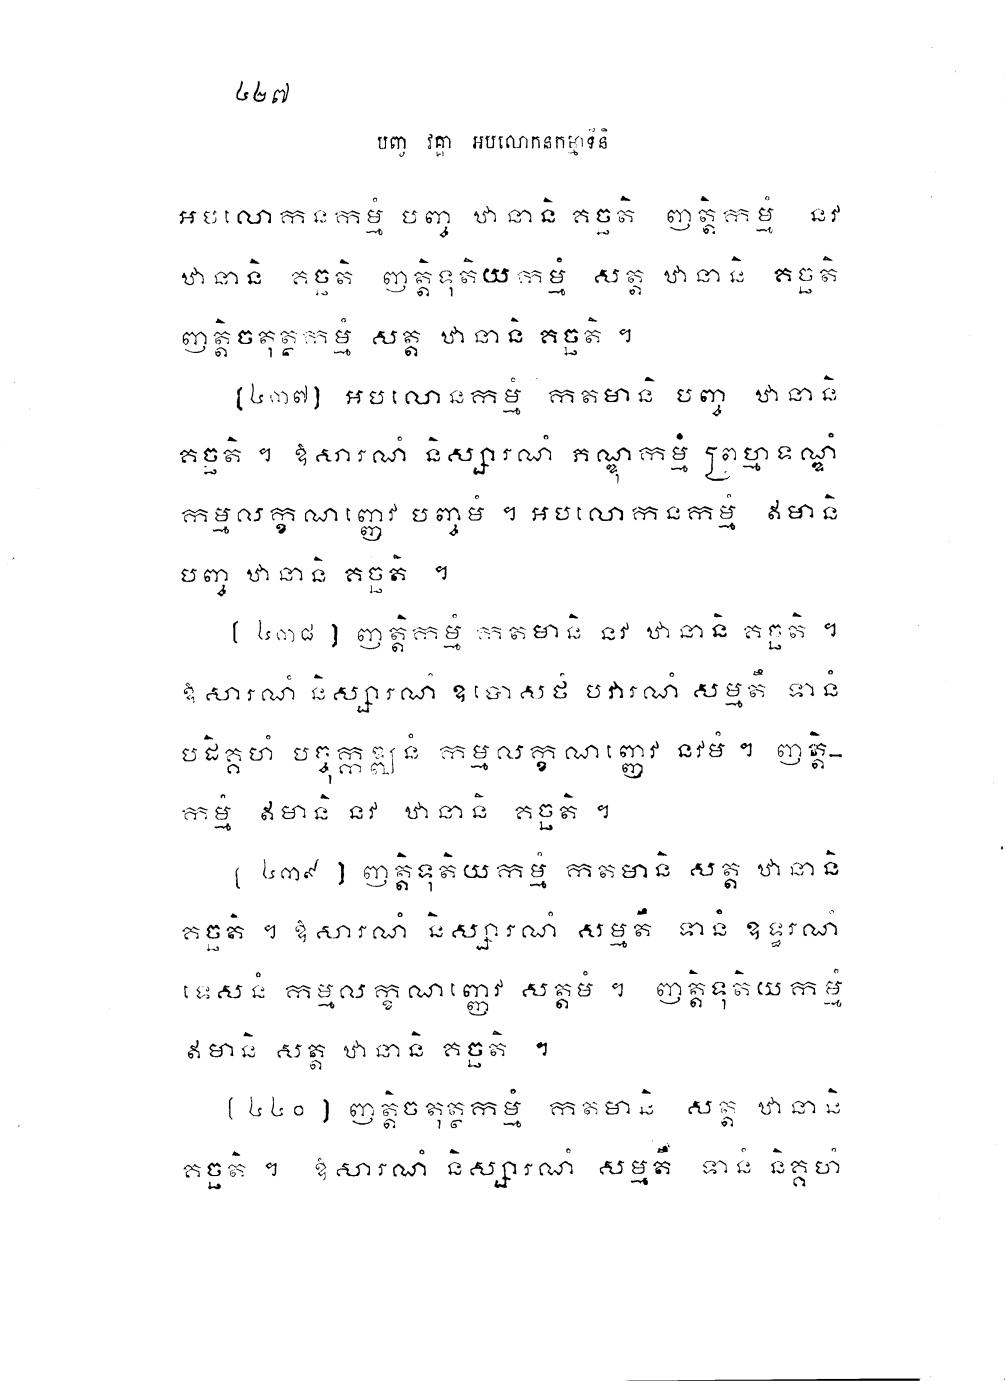 ៤២៧
បញ្ច វគ្គា អបលោកនកម្មាទីនិ
អបលោកនកម្មំ បញ្ច ឋានានិ គច្ឆតិ ញត្តិកម្មំ នវ
ឋានានិ គច្ឆតិ ញត្តិទុតិយកម្មំ សត្ត ឋានានិ គច្ឆតិ
ញត្តិចតុត្ថកម្មំ សត្ត ឋានានិ គច្ឆតិ ។
[៤៣៧] អបលោនកម្មំ កតមានិ បញ្ច ឋានានិ
គច្ឆតិ ។ ឱសារណំ និស្សារណំ ភណ្ឌុកម្មំ ព្រហ្មទណ្ឌំ
កម្មលក្ខណញ្ញេវ បញ្ចមំ ។ អបលោកនកម្មំ ឥមានិ
បញ្ច ឋានានិ គច្ឆតិ ។
[ ៤៣៨ ] ញត្តិកម្មំ កតមានិ នវ ឋានានិ គច្ឆតិ ។
ឱសារណំ និស្សារណំ ឧបោសថំ បវារណំ សម្មតឹ ទានំ
បដិគ្គហំ បច្ចុក្កឌ្ឍនំ កម្មលក្ខណញ្ញេវ នវមំ ។ ញត្តិ-
កម្មំ ឥមានិ នវ ឋានានិ គច្ឆតិ ។
[ ៤៣៩ ] ញត្តិទុតិយកម្មំ កតមានិ សត្ត ឋានានិ
គច្ឆតិ ។ ឱសារណំ និស្សារណំ សម្មតឹ ទានំ ឧទ្ធរណំ
ទេសនំ កម្មលក្ខណញ្ញេវ សត្តមំ ។ ញត្តិទុតិយកម្មំ
ឥមានិ សត្ត ឋានានិ គច្ឆតិ ។
[ ៤៤០ ] ញត្តិចតុត្ថកម្មំ កតមានិ សត្ត ឋានានិ
គច្ឆតិ ។ ឱសារណំ និស្សារណំ សម្មតឹ ទានំ និគ្គហំ